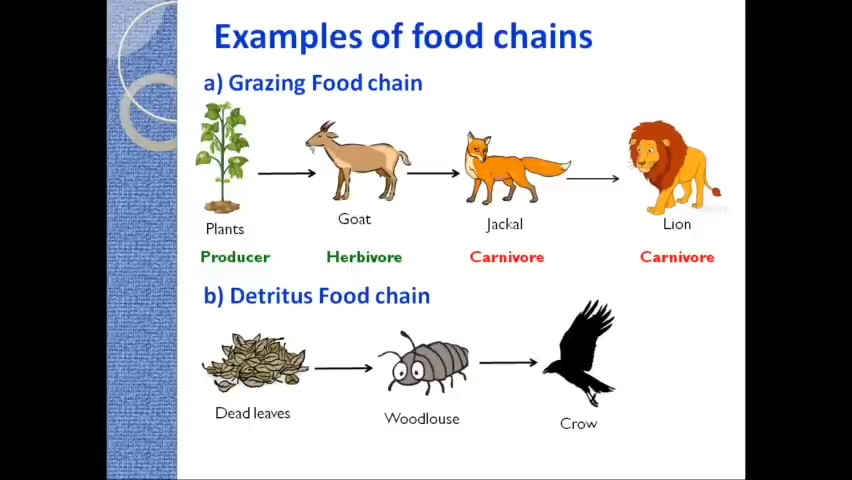 Examples of food chains
a) Grazing Food chain
Plants Goat Jackal Lion
Producer Herbivore Carnivore Carnivore
b) Detritus Food chain
Dead leaves Woodlouse Crow